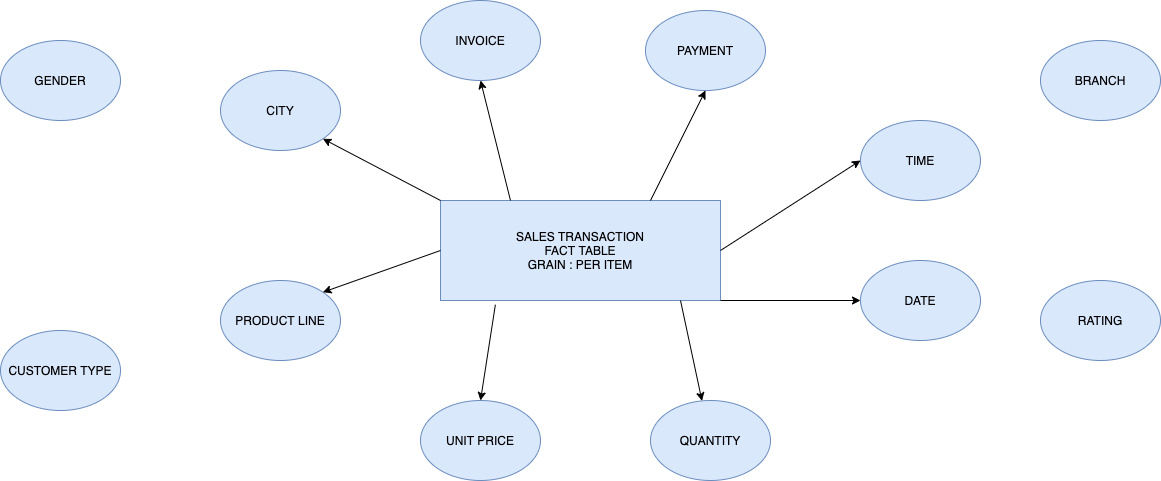 INVOICE
PAYMENT
GENDER
BRANCH
CITY
TIME
SALES TRANSACTION
FACT TABLE
GRAIN : PER ITEM
DATE
PRODUCT LINE
RATING
CUSTOMER TYPE
UNIT PRICE
QUANTITY